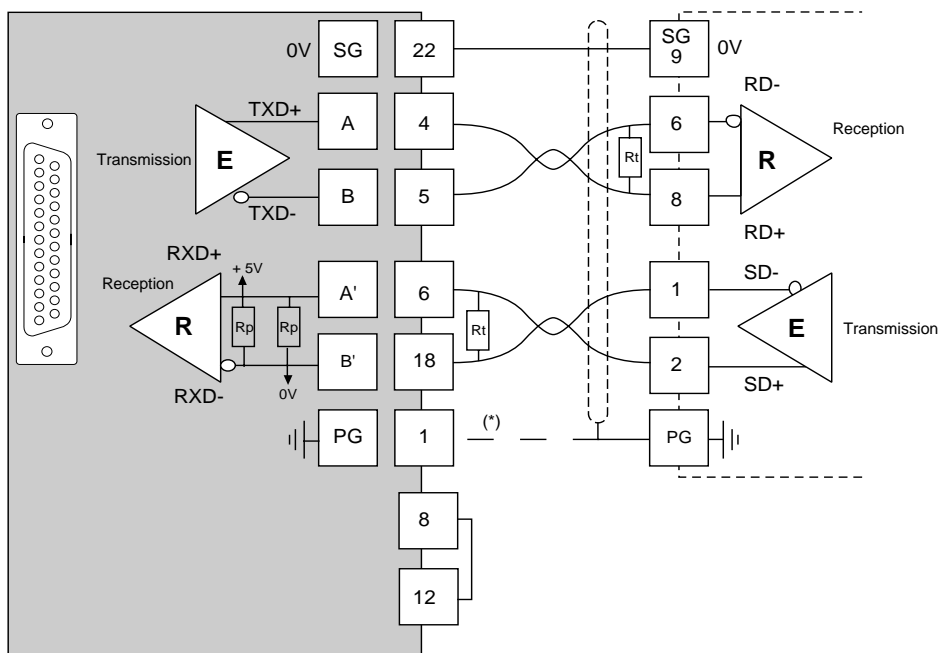 0V SG 22 SG 9 0V
RD-
TXD+ A 4 6 Reception
Transmission E Rt R
B 5 8
TXD-
RD+
RXD+
SD-
Reception + 5V A' 6 1
R Rp Rp Rt E Transmission
B' 18 2
RXD- 0V SD+
(*)
PG 1 PG
8
12